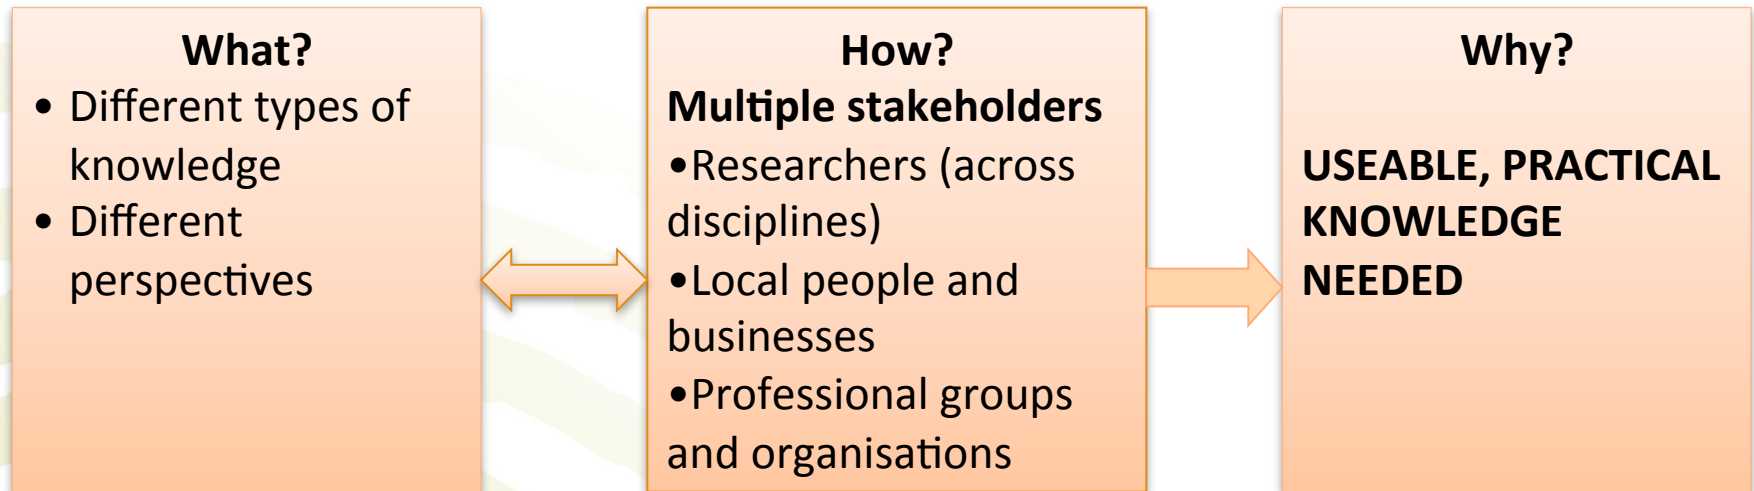 What?
• Different types of
knowledge
• Different
perspectives
How?
Multiple stakeholders
•Researchers (across
disciplines)
•Local people and
businesses
•Professional groups
and organisations
Why?
USEABLE, PRACTICAL
KNOWLEDGE
NEEDED